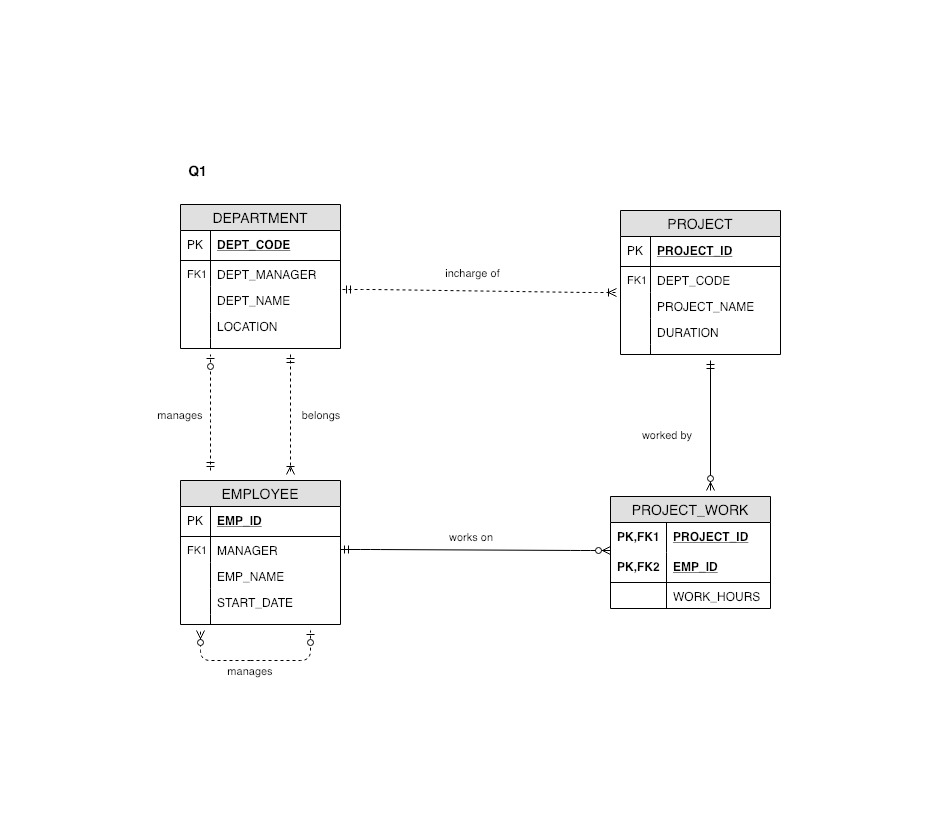 Q1
DEPARTMENT
PK DEPT_CODE
FK1 DEPT_MANAGER
DEPT_NAME
LOCATION
incharge of
PROJECT
PK PROJECT_ID
FK1 DEPT_CODE
PROJECT_NAME
DURATION
manages
belongs
worked by
EMPLOYEE
PK EMP_ID
FK1 MANAGER
EMP_NAME
START_DATE
works on
PROJECT_WORK
PK,FK1 PROJECT_ID
PK,FK2 EMP_ID
WORK_HOURS
manages